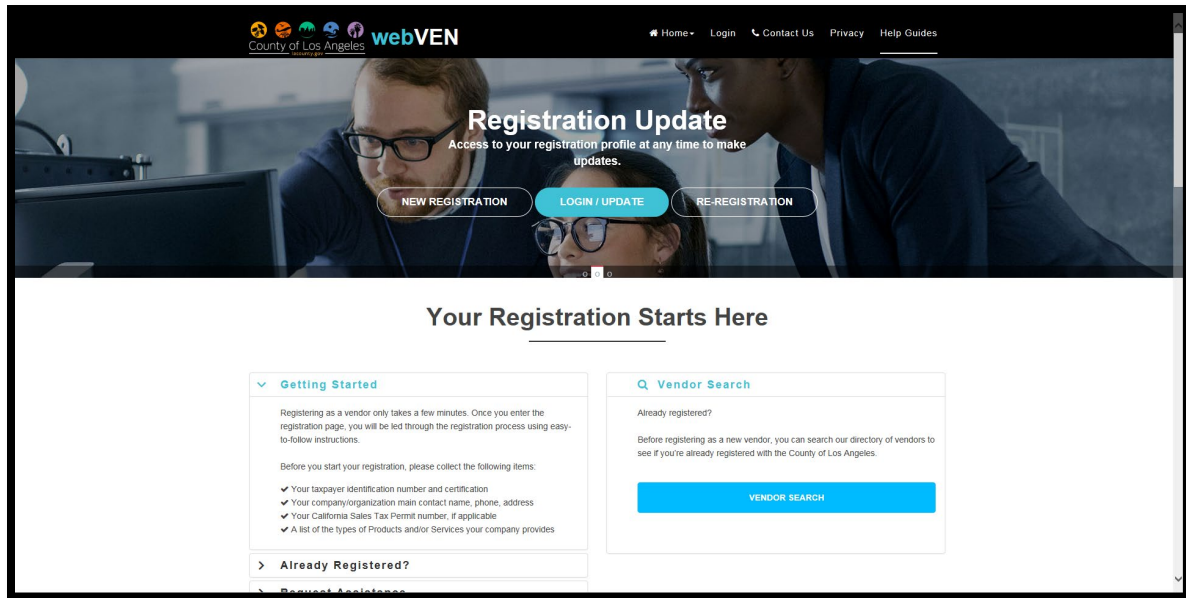 County of Los Angeles
lacounty.gov
webVEN
Home
Login
Contact Us
Privacy
Help Guides
Registration Update
Access to your registration profile at any time to make
updates.
NEW REGISTRATION
LOGIN / UPDATE
RE-REGISTRATION
Your Registration Starts Here
Getting Started
Registering as a vendor only takes a few minutes. Once you enter the
registration page, you will be led through the registration process using easy-
to-follow instructions.
Before you start your registration, please collect the following items:
✔ Your taxpayer identification number and certification
✔ Your company/organization main contact name, phone, address
✔ Your California Sales Tax Permit number, if applicable
✔ A list of the types of Products and/or Services your company provides
Already Registered?
Request Assistance
Vendor Search
Already registered?
Before registering as a new vendor, you can search our directory of vendors to
see if you're already registered with the County of Los Angeles.
VENDOR SEARCH